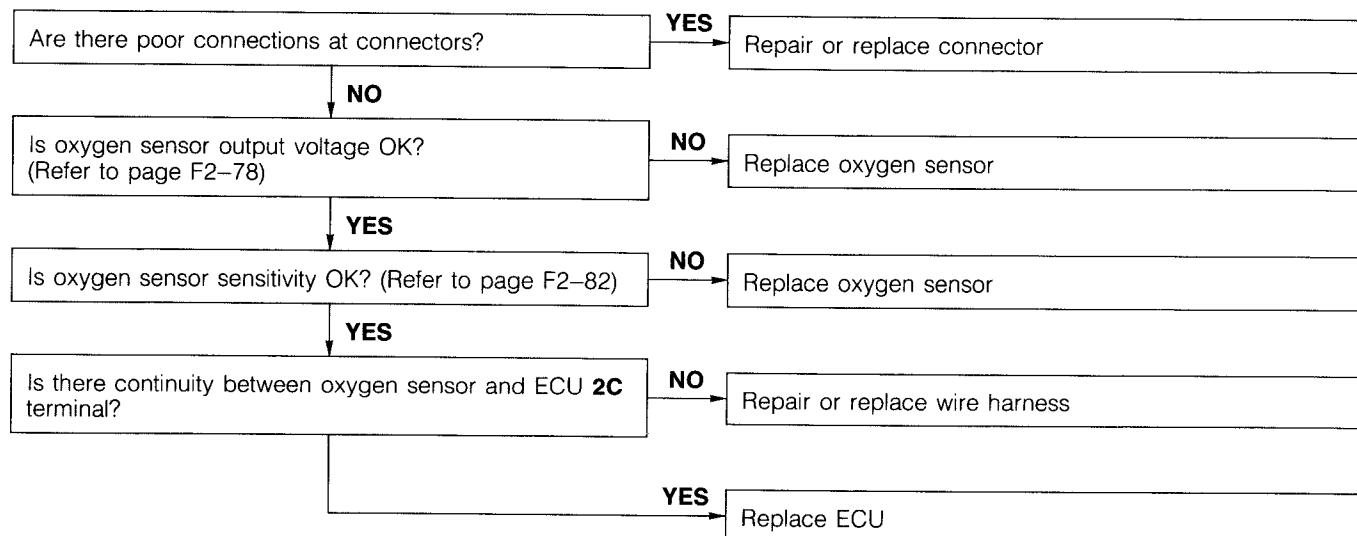 Are there poor connections at connectors?
YES
Repair or replace connector
NO
Is oxygen sensor output voltage OK?
(Refer to page F2–78)
NO
Replace oxygen sensor
YES
Is oxygen sensor sensitivity OK? (Refer to page F2–82)
NO
Replace oxygen sensor
YES
Is there continuity between oxygen sensor and ECU 2C
terminal?
NO
Repair or replace wire harness
YES
Replace ECU